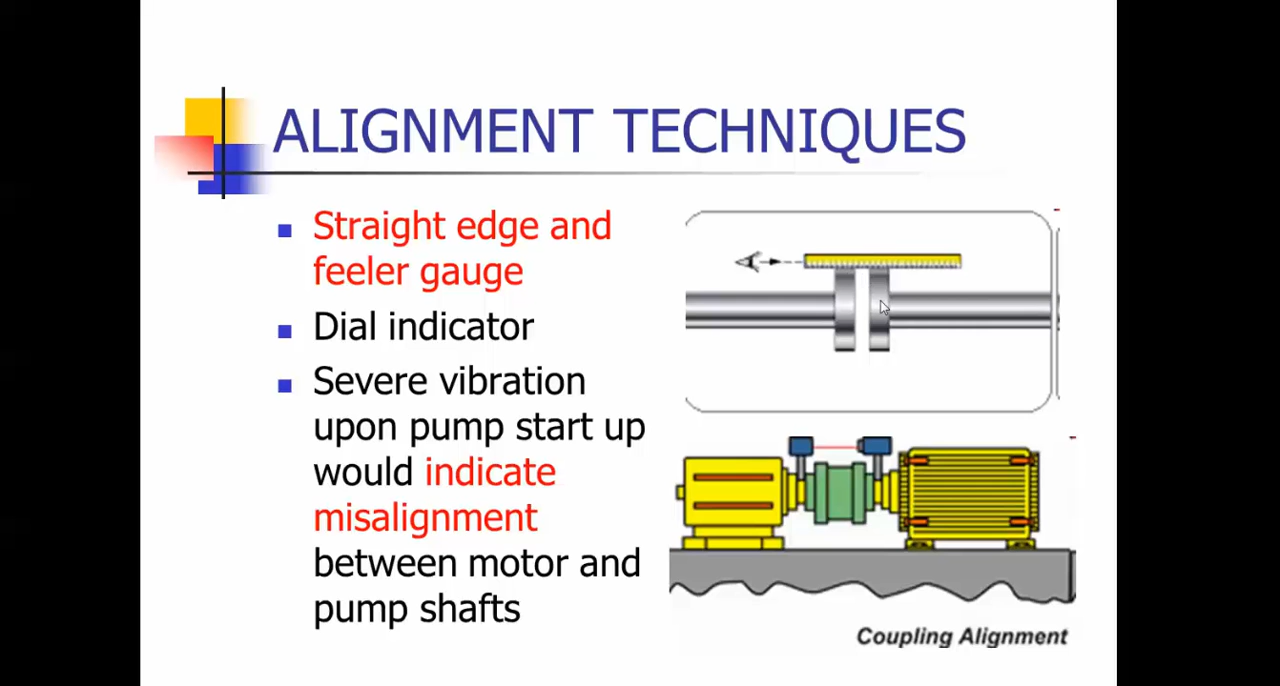 ALIGNMENT TECHNIQUES
Straight edge and
feeler gauge
Dial indicator
Severe vibration
upon pump start up
would indicate
misalignment
between motor and
pump shafts
Coupling Alignment